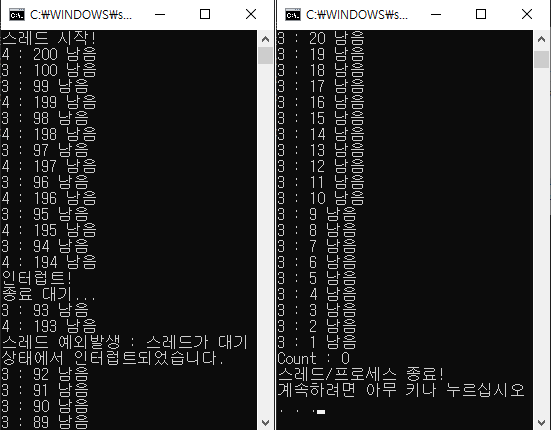 C:₩WINDOWS₩s...
스레드 시작!
4 : 200 남음
3 : 100 남음
3 : 99 남음
4 : 199 남음
3 : 98 남음
4 : 198 남음
3 : 97 남음
4 : 197 남음
3 : 96 남음
4 : 196 남음
3 : 95 남음
4 : 195 남음
3 : 94 남음
4 : 194 남음
인터럽트!
종료 대기...
3 : 93 남음
4 : 193 남음
스레드 예외발생 : 스레드가 대기
상태에서 인터럽트되었습니다.
3 : 92 남음
3 : 91 남음
3 : 90 남음
3 : 89 남음
C:₩WINDOWS₩s...
3 : 20 남음
3 : 19 남음
3 : 18 남음
3 : 17 남음
3 : 16 남음
3 : 15 남음
3 : 14 남음
3 : 13 남음
3 : 12 남음
3 : 11 남음
3 : 10 남음
3 : 9 남음
3 : 8 남음
3 : 7 남음
3 : 6 남음
3 : 5 남음
3 : 4 남음
3 : 3 남음
3 : 2 남음
3 : 1 남음
Count : 0
스레드/프로세스 종료!
계속하려면 아무 키나 누르십시오
. . .